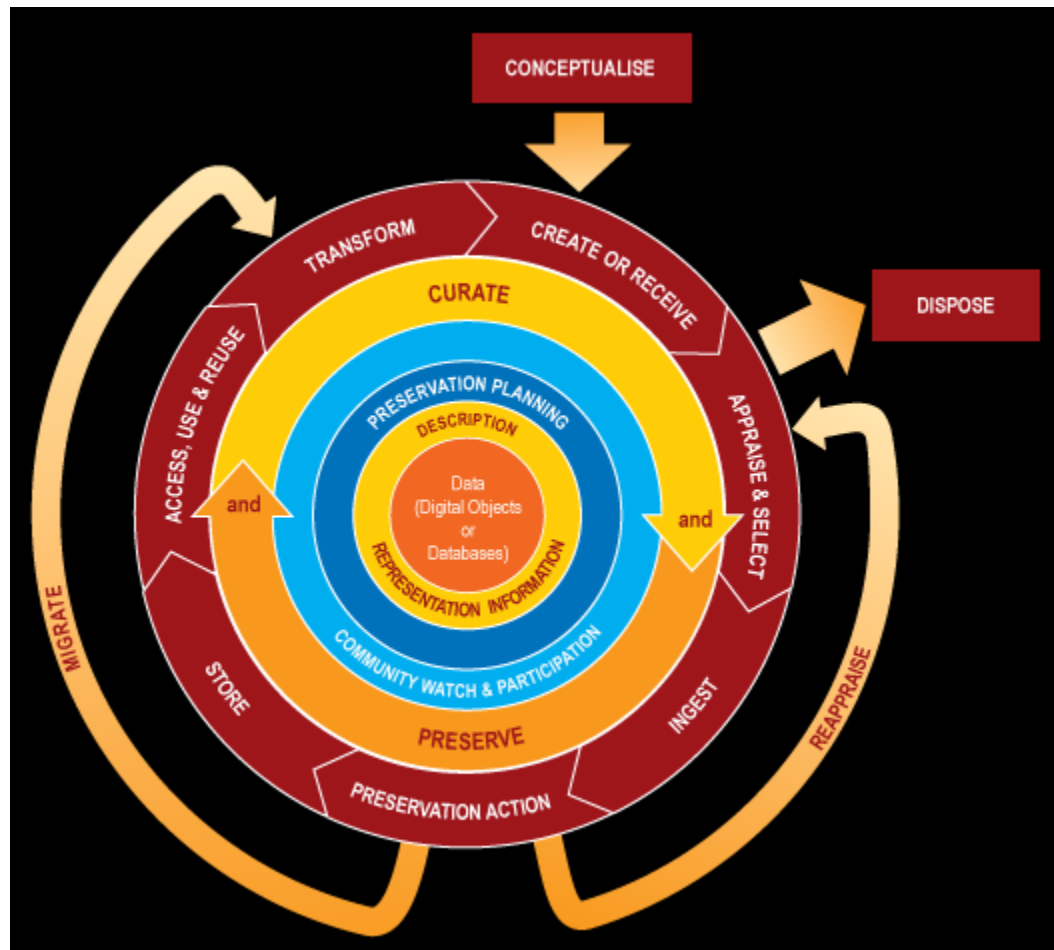 CONCEPTUALISE
CREATE OR RECEIVE
DISPOSE
APPRAISE & SELECT
INGEST
PRESERVATION ACTION
STORE
ACCESS, USE & REUSE
TRANSFORM
MIGRATE
REAPPRAISE
CURATE
and
PRESERVE
and
COMMUNITY WATCH & PARTICIPATION
PRESERVATION PLANNING
DESCRIPTION
REPRESENTATION INFORMATION
Data
(Digital Objects
or
Databases)